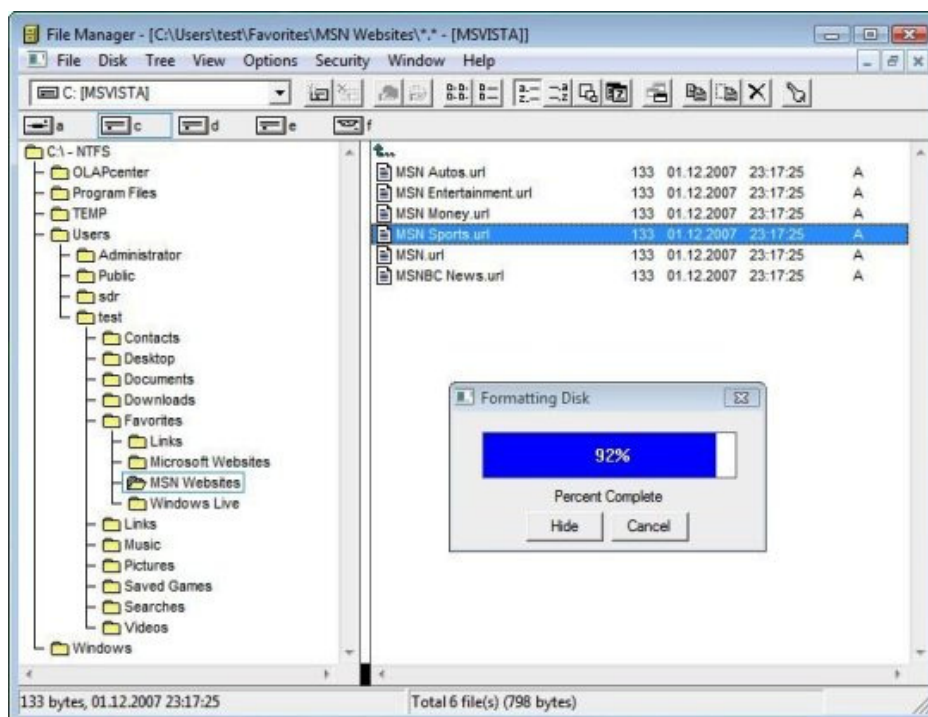 File Manager - [C:\Users\test\Favorites\MSN Websites\*.* - [MSVISTA]]
File Disk Tree View Options Security Window Help
C: [MSVISTA]
a c d e f
C:\ - NTFS
OLAPcenter
Program Files
TEMP
Users
Administrator
Public
sdr
test
Contacts
Desktop
Documents
Downloads
Favorites
Links
Microsoft Websites
MSN Websites
Windows Live
Links
Music
Pictures
Saved Games
Searches
Videos
Windows
MSN Autos.url 133 01.12.2007 23:17:25 A
MSN Entertainment.url 133 01.12.2007 23:17:25 A
MSN Money.url 133 01.12.2007 23:17:25 A
MSN Sports.url 133 01.12.2007 23:17:25 A
MSN.url 133 01.12.2007 23:17:25 A
MSNBC News.url 133 01.12.2007 23:17:25 A
Formatting Disk
92%
Percent Complete
Hide Cancel
133 bytes, 01.12.2007 23:17:25 Total 6 file(s) (798 bytes)